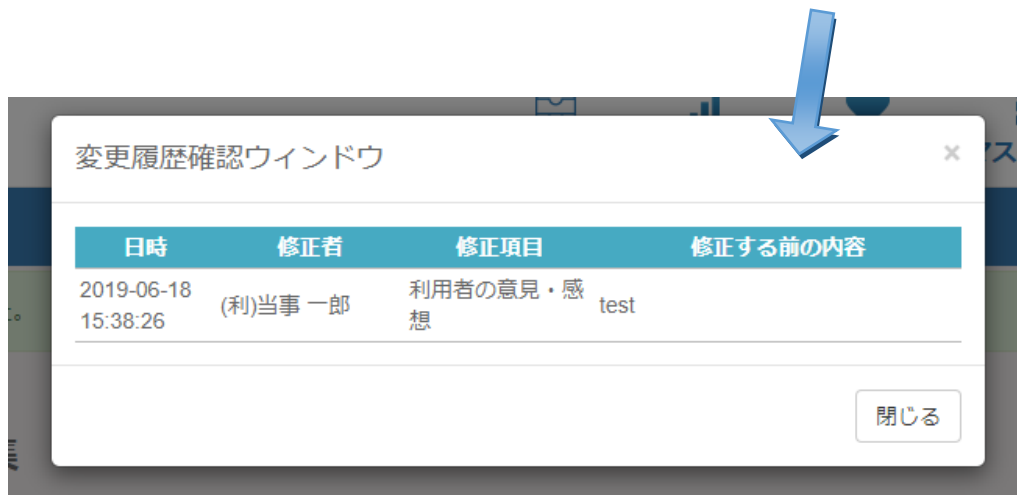 変更履歴確認ウィンドウ
×
日時 修正者 修正項目 修正する前の内容
2019-06-18
15:38:26
(利)当事 一郎
利用者の意見・感
想
test
閉じる